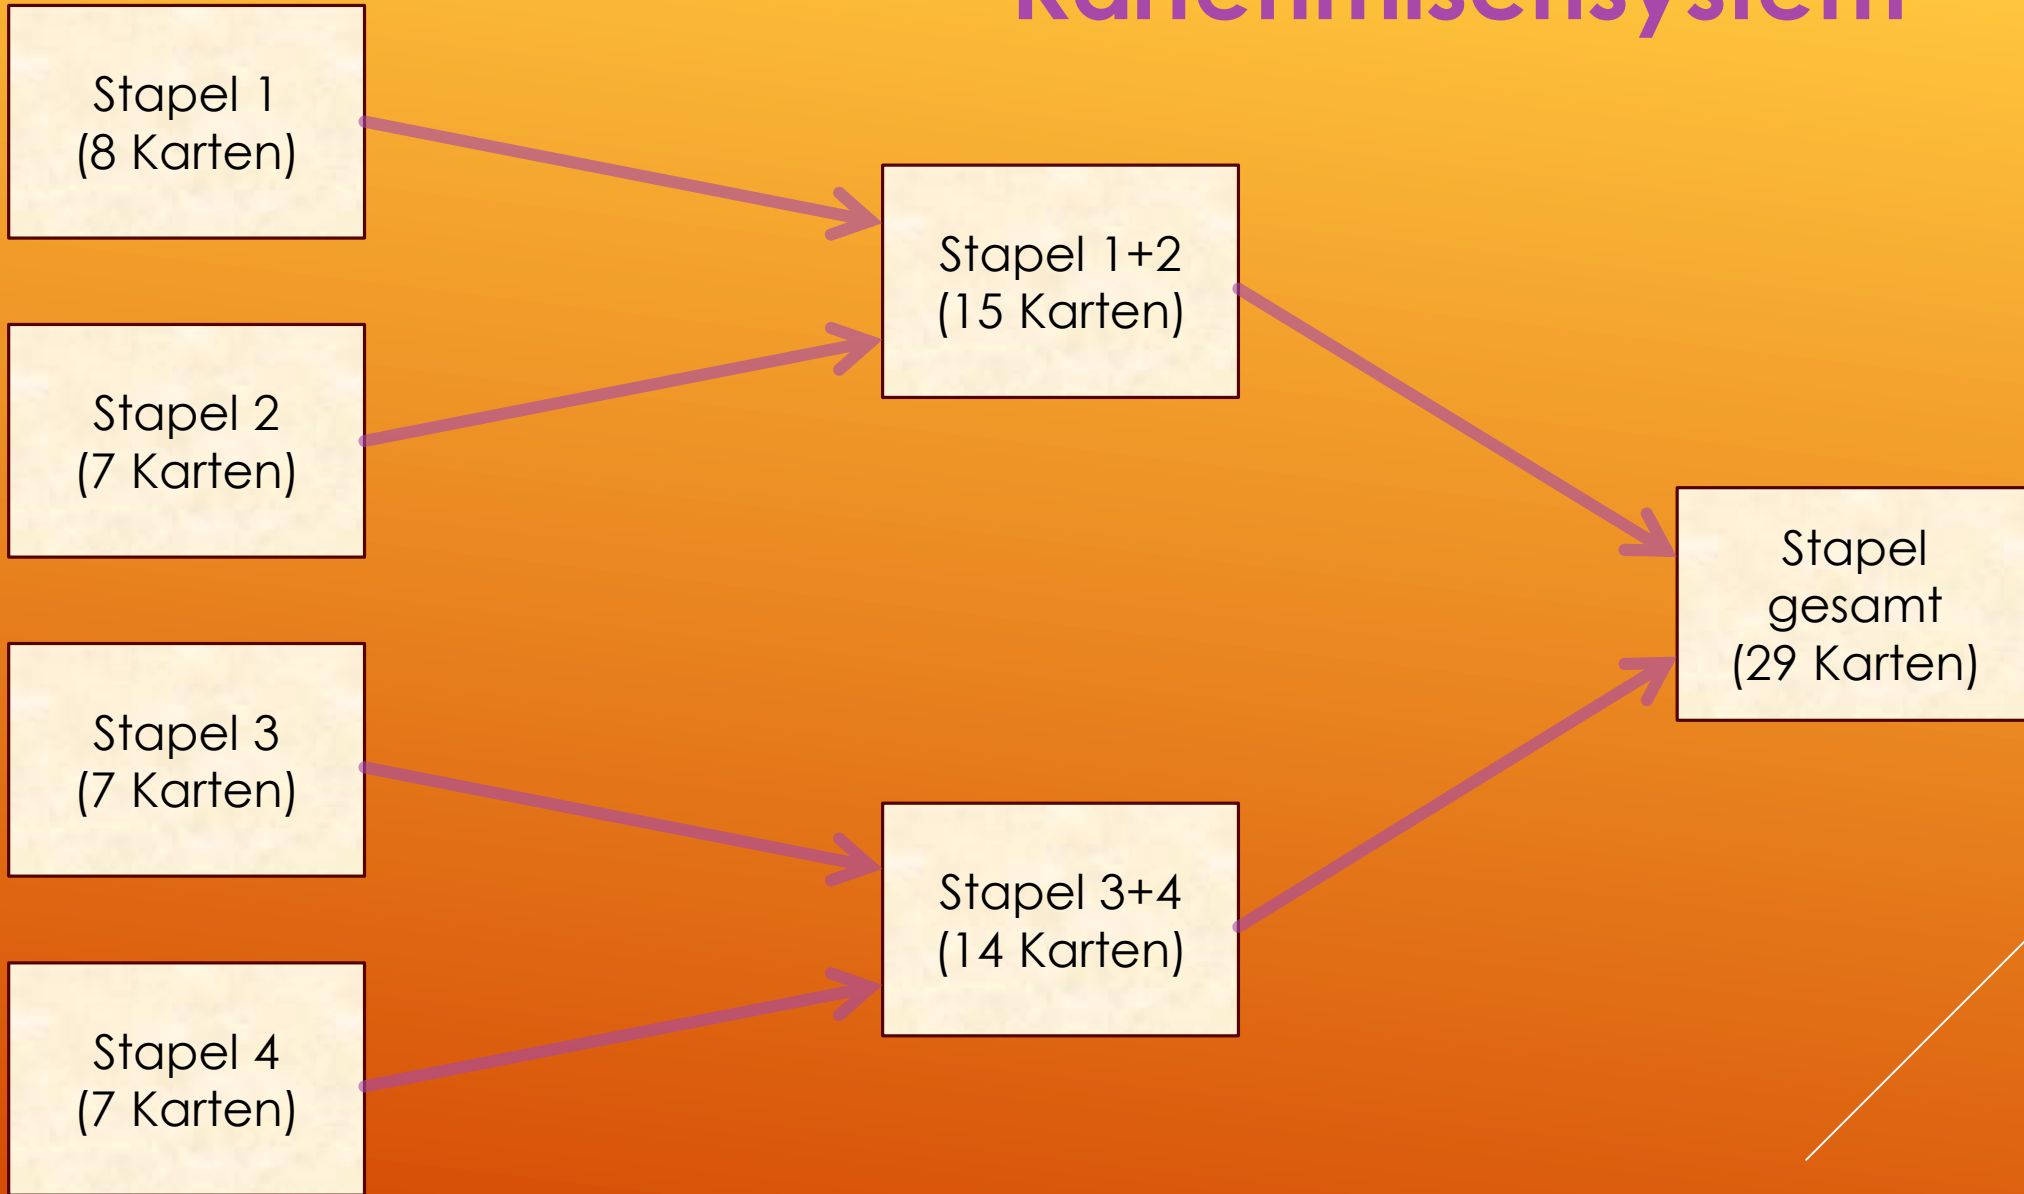 Kartenmischsystem
Stapel 1
(8 Karten)
Stapel 2
(7 Karten)
Stapel 3
(7 Karten)
Stapel 4
(7 Karten)
Stapel 1+2
(15 Karten)
Stapel 3+4
(14 Karten)
Stapel
gesamt
(29 Karten)